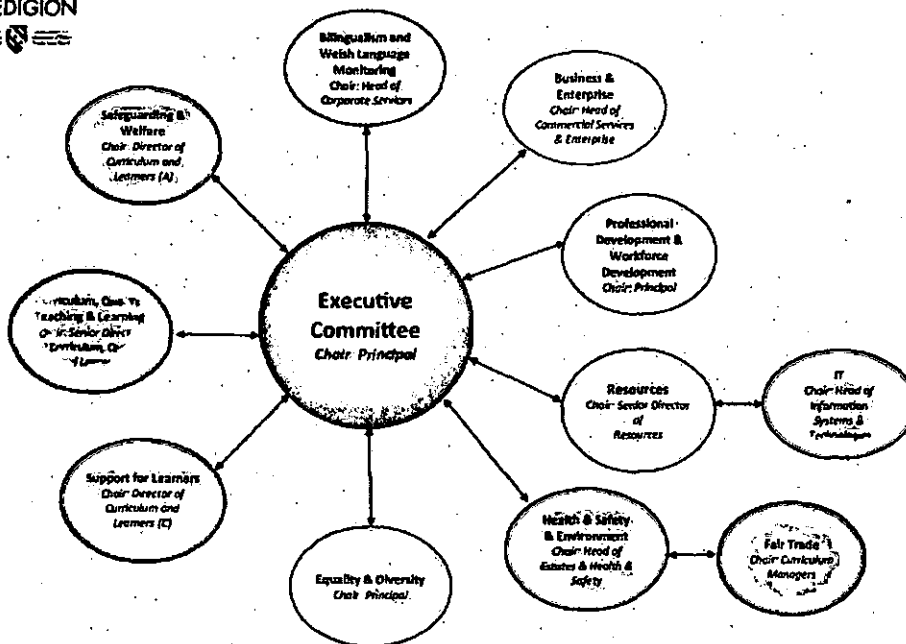 EDIGION
Bilingualism and
Welsh Language
Monitoring
Chair: Head of
Corporate Services
Business &
Enterprise
Chair: Head of
Commercial Services
& Enterprise
Safeguarding &
Welfare
Chair: Director of
Curriculum and
Learners (A)
Professional
Development &
Workforce
Development
Chair: Principal
Executive
Committee
Chair: Principal
Teaching & Learning
Senior
Resources
Chair: Senior Director
of
Resources
IT
Chair: Head of
Information
Systems &
Technologies
Support for Learners
Chair: Director of
Curriculum and
Learners (C)
Health & Safety
& Environment
Chair: Head of
Estates & Health &
Safety
Fair Trade
Chair: Curriculum
Managers
Equality & Diversity
Chair: Principal